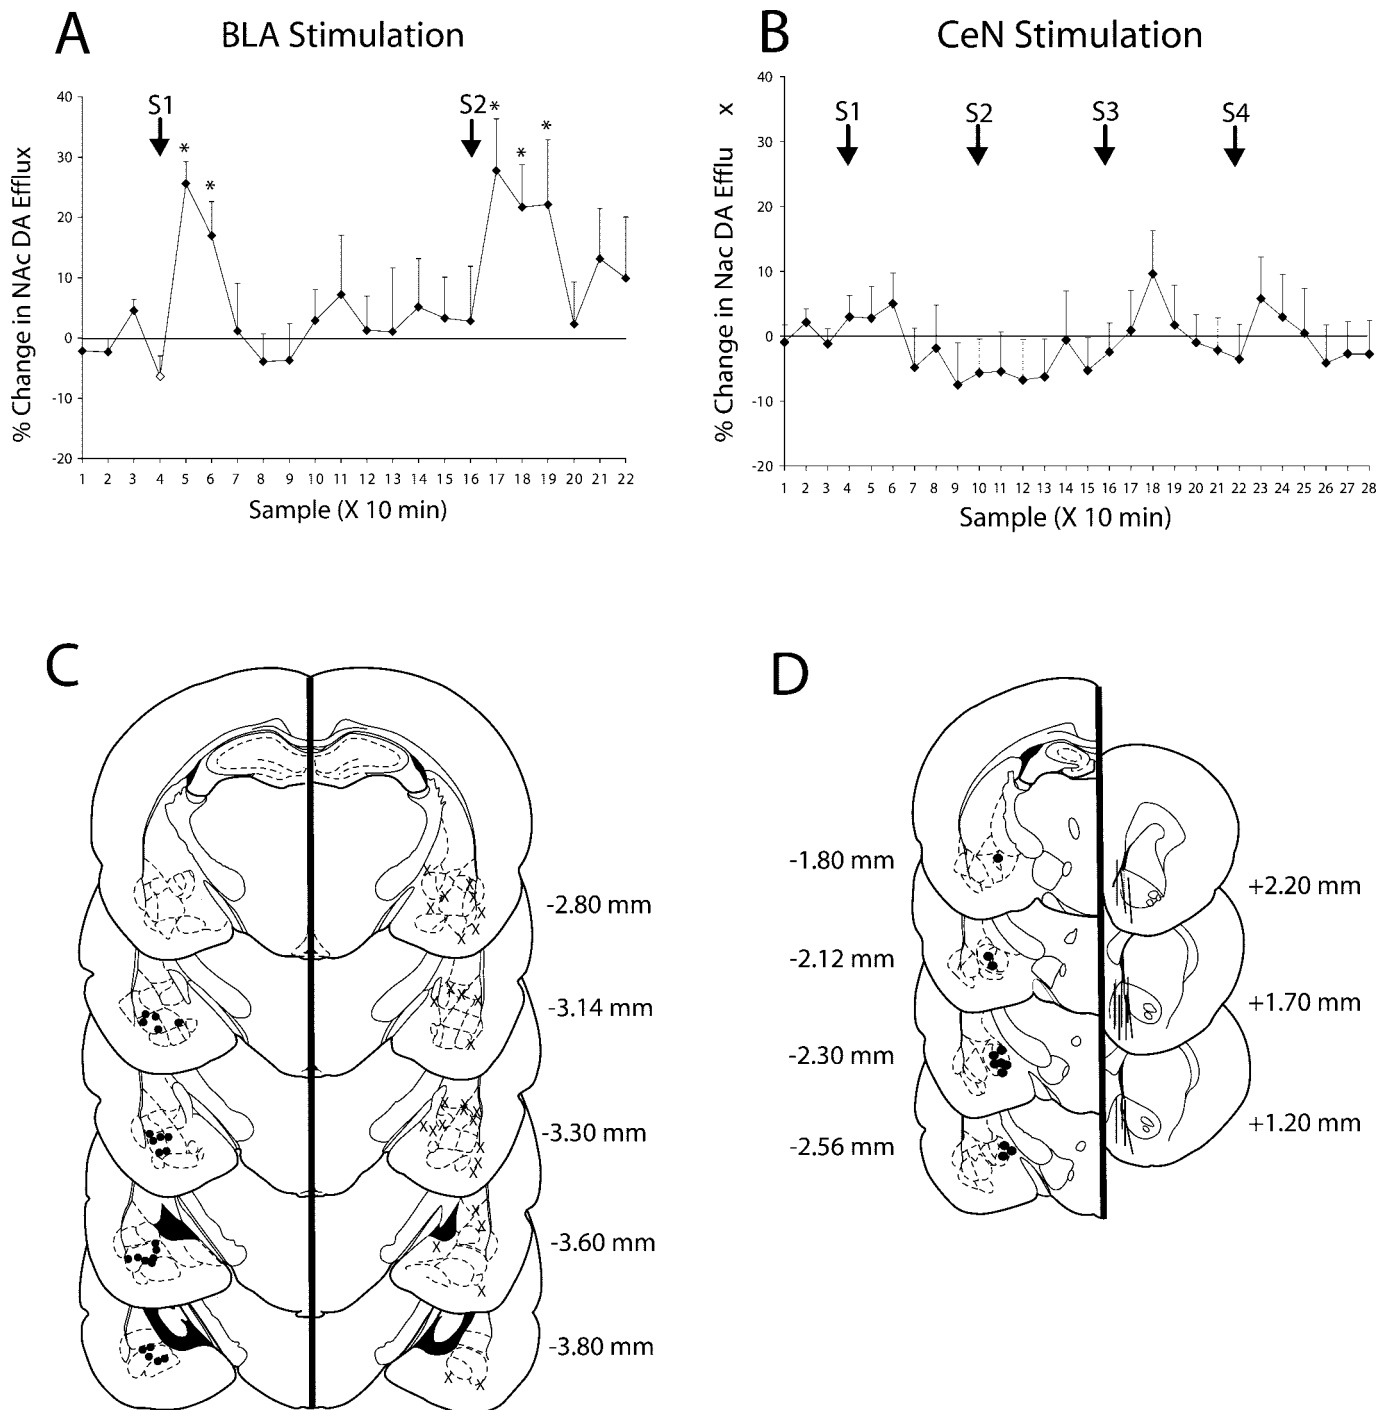 A
BLA Stimulation
% Change in NAc DA Efflux
40
30
20
10
0
-10
-20
S1
*
*
S2
*
*
*
1 2 3 4 5 6 7 8 9 10 11 12 13 14 15 16 17 18 19 20 21 22
Sample (X 10 min)
B
CeN Stimulation
% Change in Nac DA Efflu x
40
30
20
10
0
-10
-20
S1
S2
S3
S4
1 2 3 4 5 6 7 8 9 10 11 12 13 14 15 16 17 18 19 20 21 22 23 24 25 26 27 28
Sample (X 10 min)
C
-2.80 mm
-3.14 mm
-3.30 mm
-3.60 mm
-3.80 mm
D
-1.80 mm
-2.12 mm
-2.30 mm
-2.56 mm
+2.20 mm
+1.70 mm
+1.20 mm